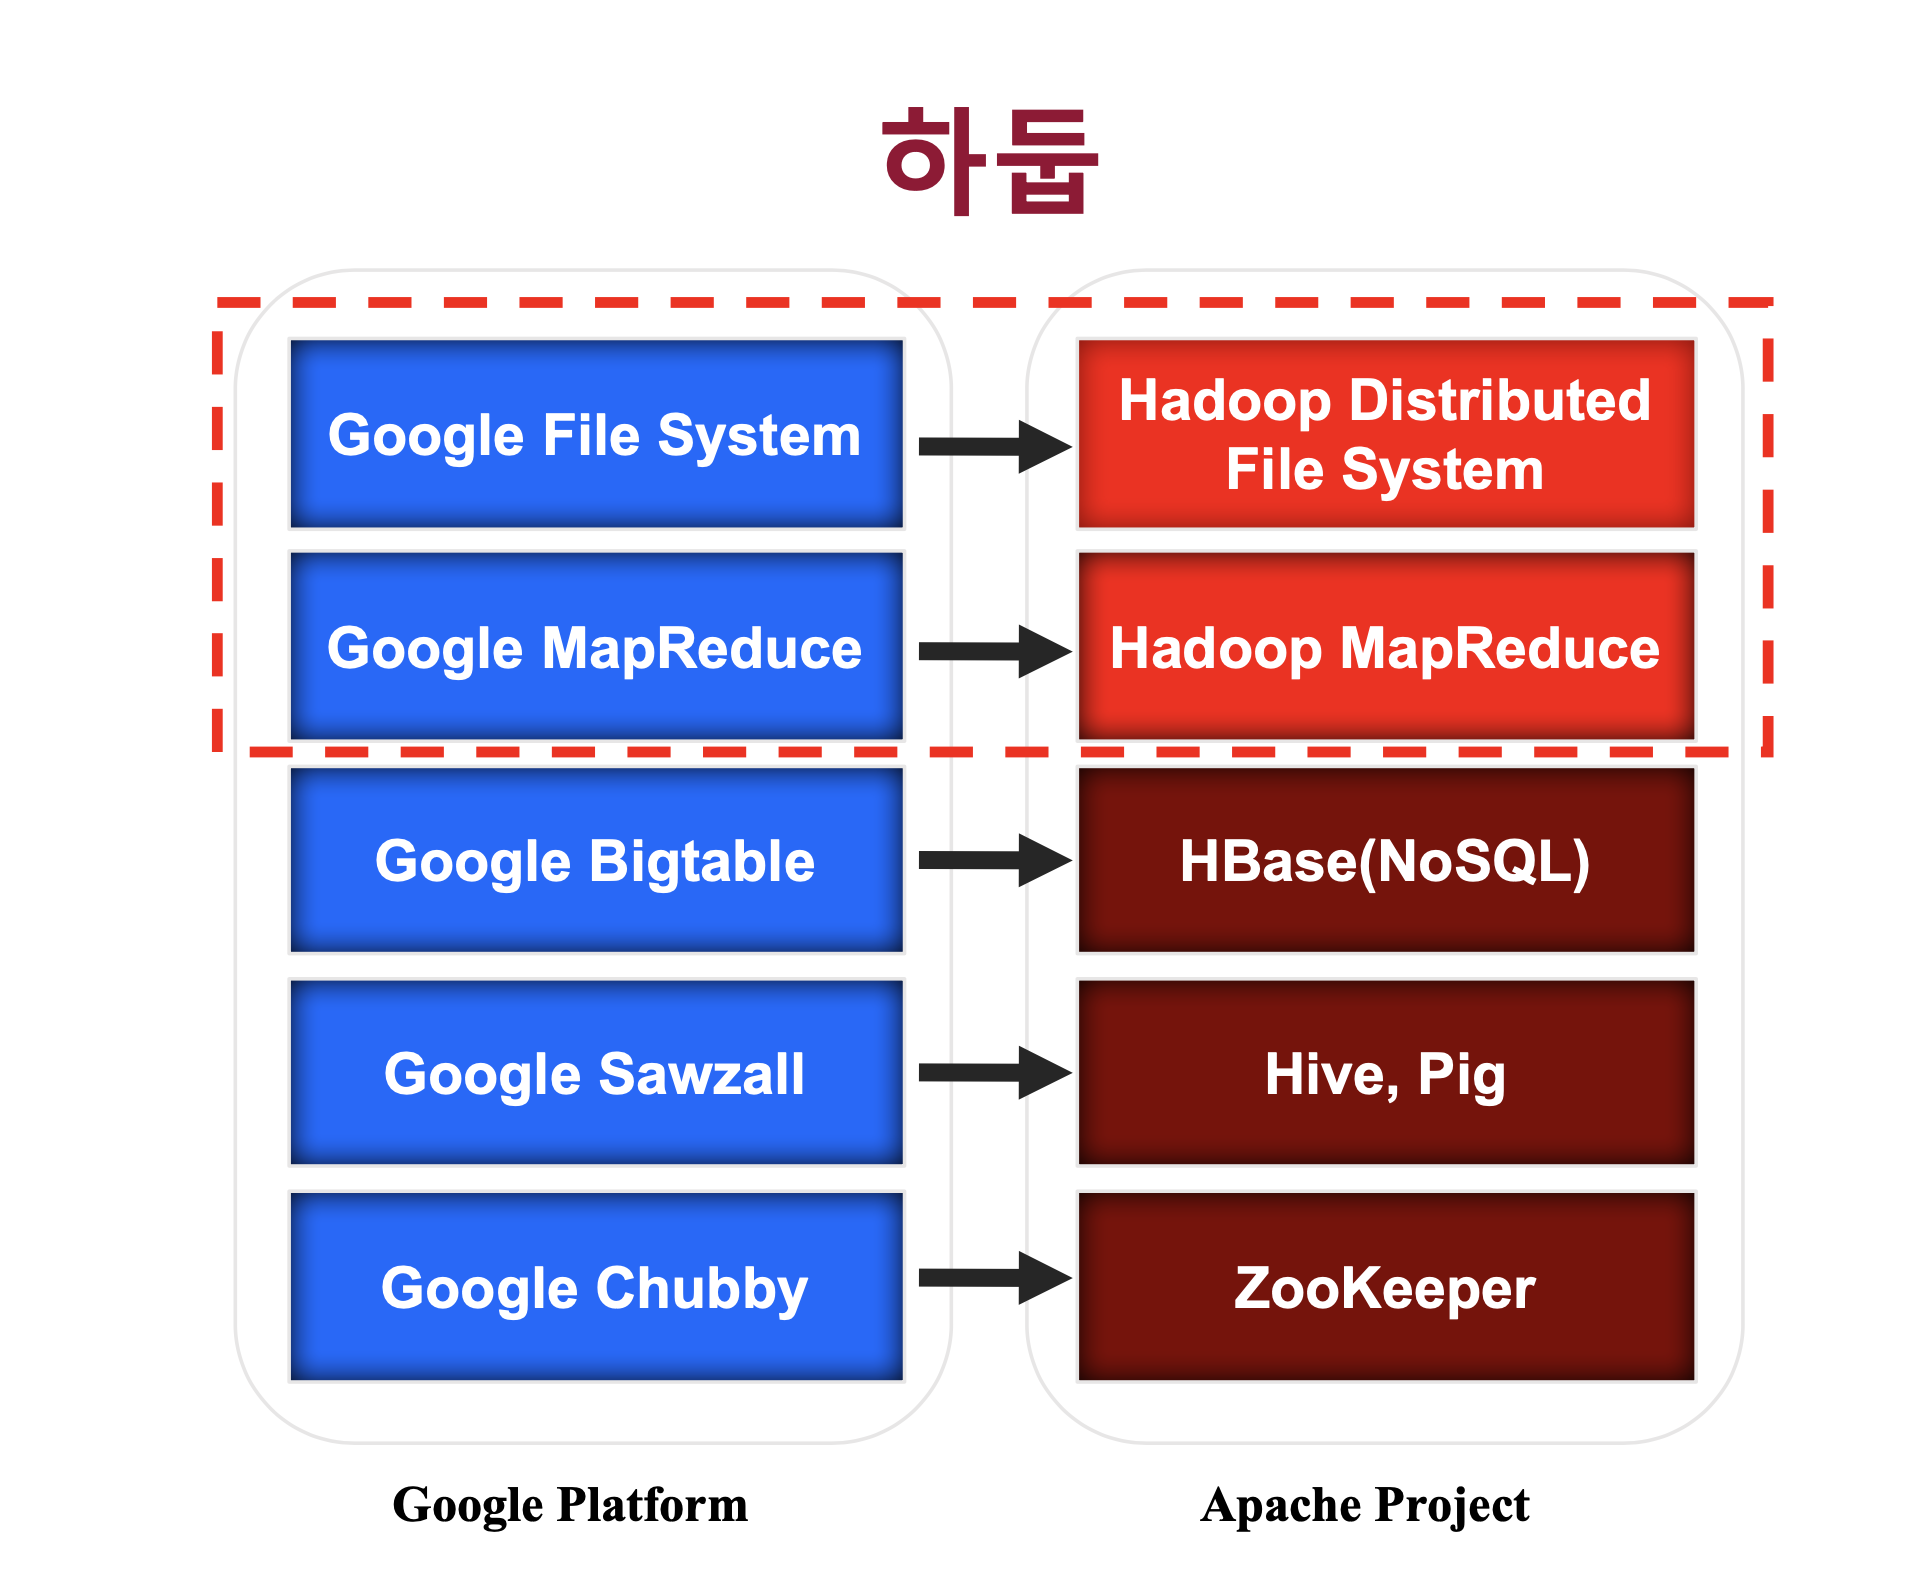 하둡
Google File System
Hadoop Distributed
File System
Google MapReduce
Hadoop MapReduce
Google Bigtable
HBase(NoSQL)
Google Sawzall
Hive, Pig
Google Chubby
ZooKeeper
Google Platform
Apache Project